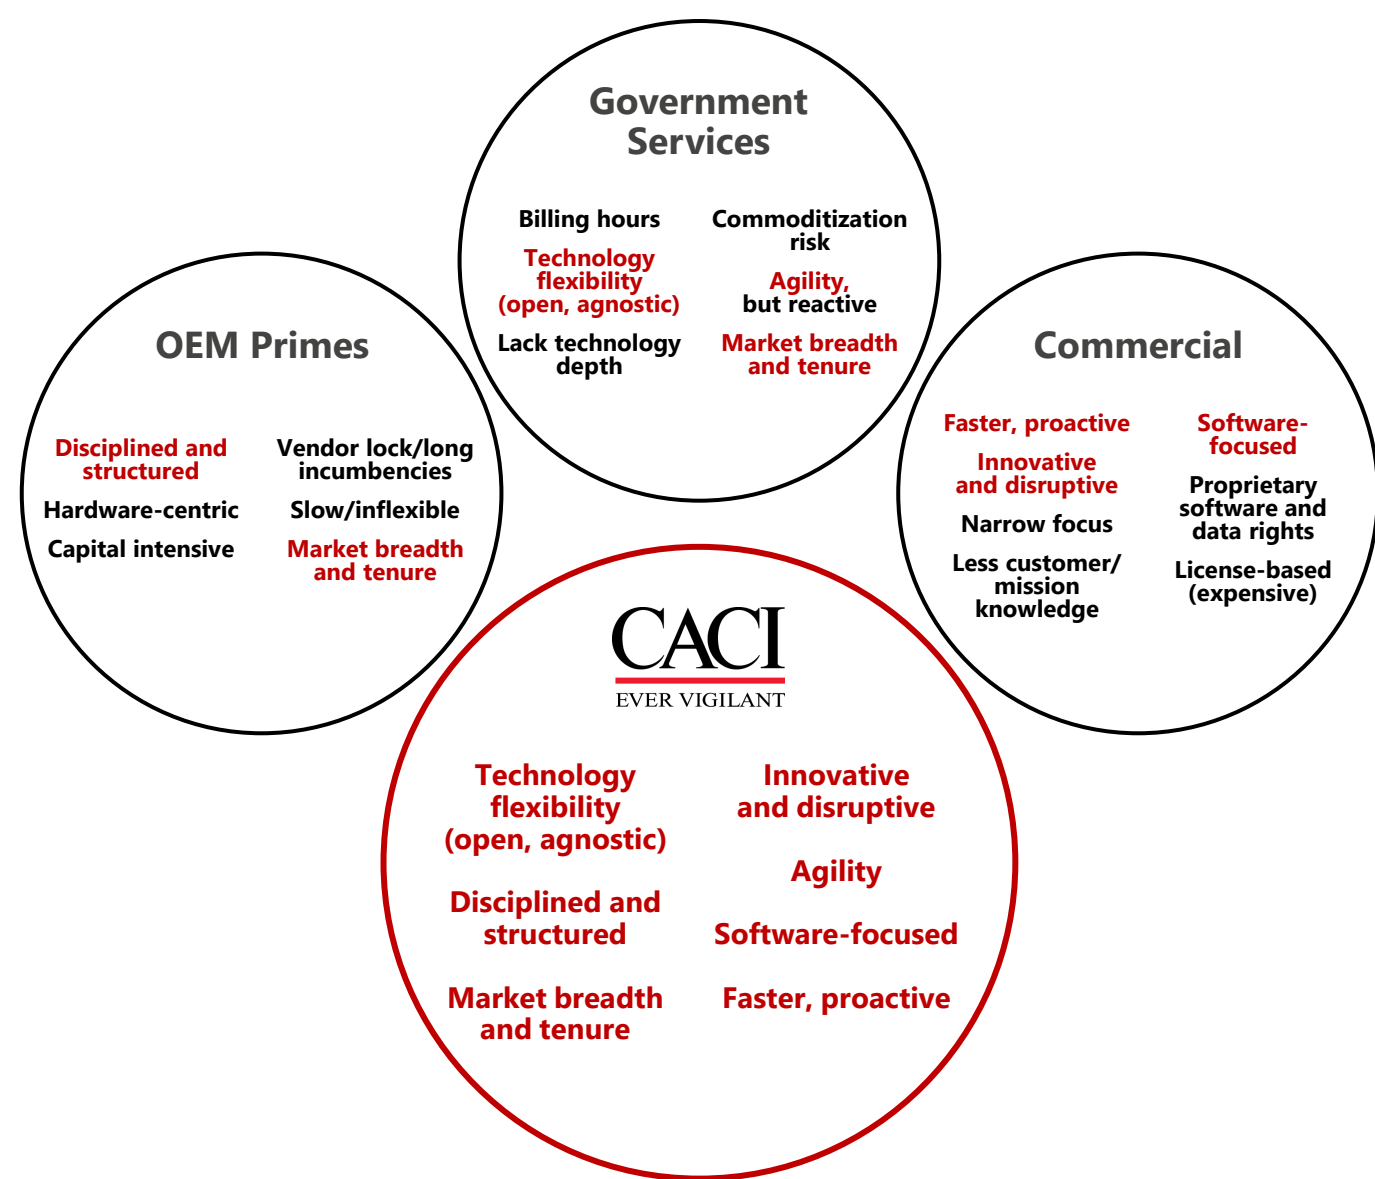 Government
Services
Billing hours
Technology
flexibility
(open, agnostic)
Lack technology
depth
Commoditization
risk
Agility,
but reactive
Market breadth
and tenure
OEM Primes
Disciplined and
structured
Hardware-centric
Capital intensive
Vendor lock/long
incumbencies
Slow/inflexible
Market breadth
and tenure
Commercial
Faster, proactive
Innovative
and disruptive
Narrow focus
Less customer/
mission
knowledge
Software-
focused
Proprietary
software and
data rights
License-based
(expensive)
CACI
EVER VIGILANT
Technology
flexibility
(open, agnostic)
Disciplined and
structured
Market breadth
and tenure
Innovative
and disruptive
Agility
Software-focused
Faster, proactive